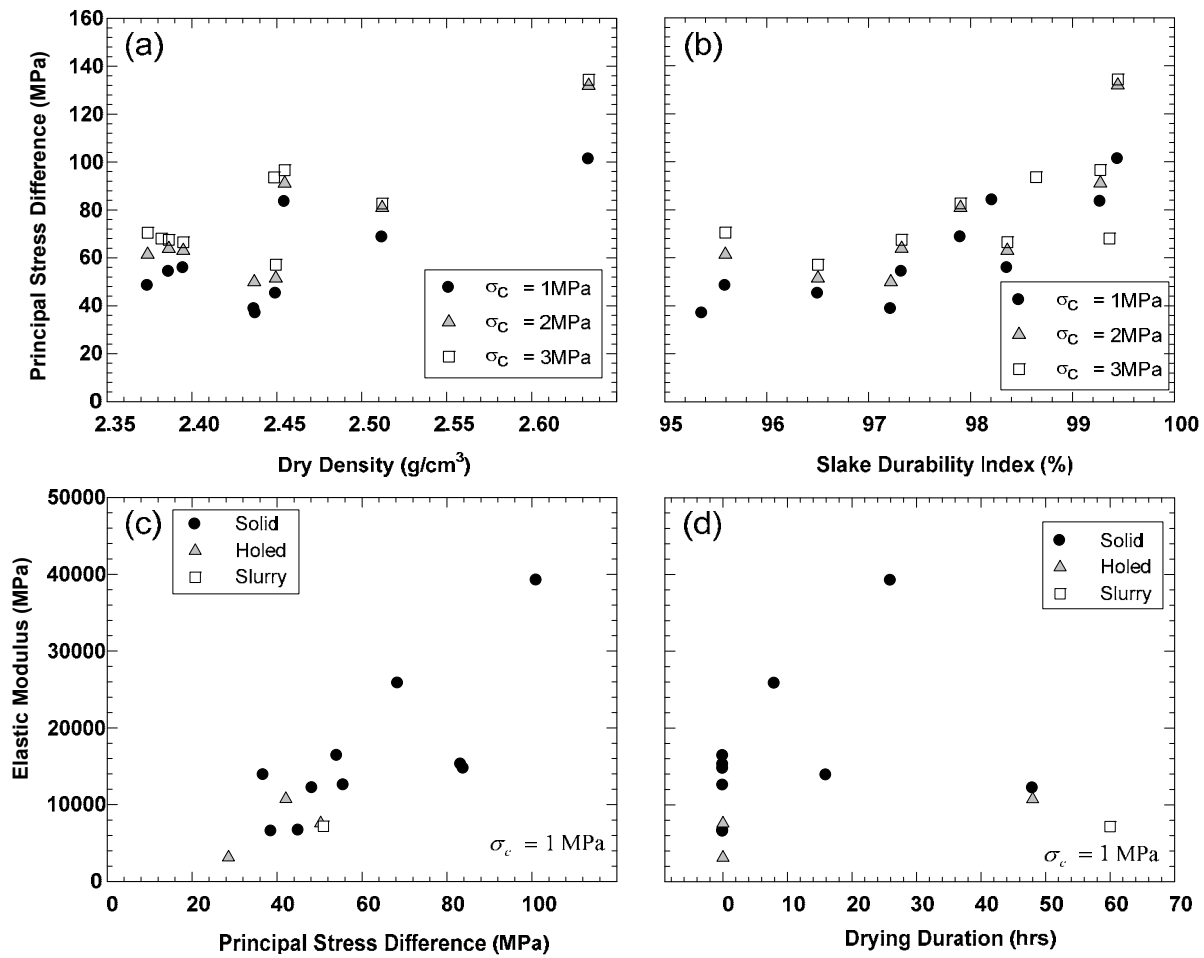 (a)
160
140
120
100
80
60
40
20
0
Principal Stress Difference (MPa)
2.35 2.40 2.45 2.50 2.55 2.60
Dry Density (g/cm³)
σC = 1MPa
σC = 2MPa
σC = 3MPa
(b)
95 96 97 98 99 100
Slake Durability Index (%)
σC = 1MPa
σC = 2MPa
σC = 3MPa
(c)
50000
40000
30000
20000
10000
0
Elastic Modulus (MPa)
Solid
Holed
Slurry
σc = 1 MPa
0 20 40 60 80 100
Principal Stress Difference (MPa)
(d)
Solid
Holed
Slurry
σc = 1 MPa
0 10 20 30 40 50 60 70
Drying Duration (hrs)